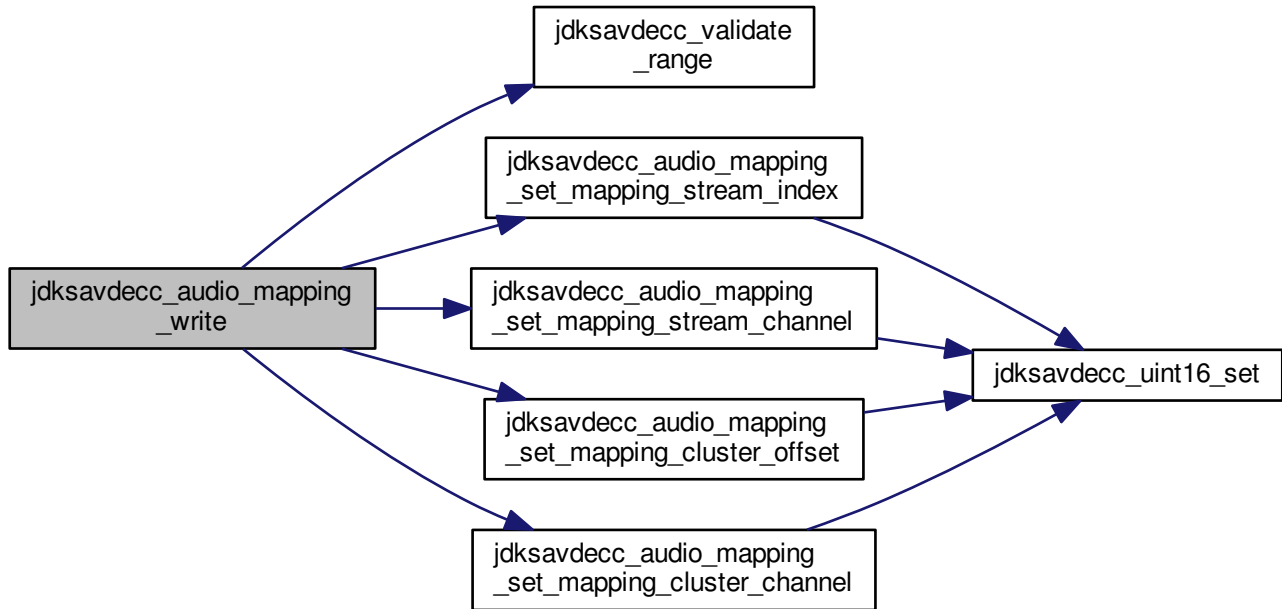 jdksavdecc_validate
_range
jdksavdecc_audio_mapping
_set_mapping_stream_index
jdksavdecc_audio_mapping
_write
jdksavdecc_audio_mapping
_set_mapping_stream_channel
jdksavdecc_uint16_set
jdksavdecc_audio_mapping
_set_mapping_cluster_offset
jdksavdecc_audio_mapping
_set_mapping_cluster_channel